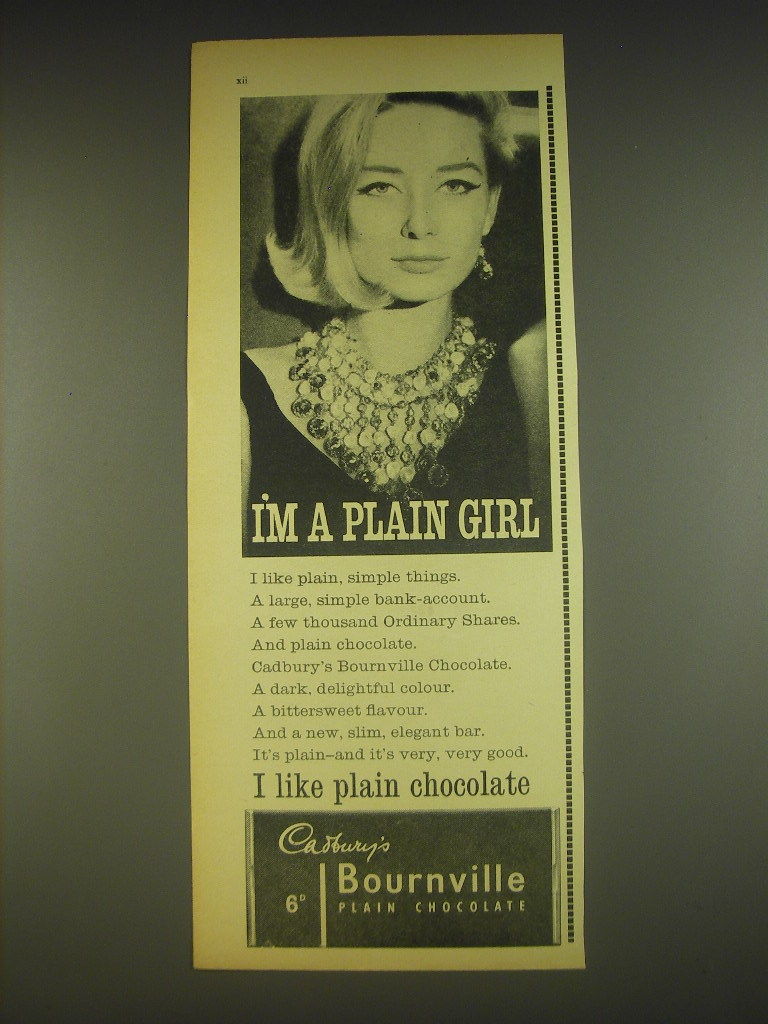 xii
I'M A PLAIN GIRL
I like plain, simple things.
A large, simple bank-account.
A few thousand Ordinary Shares.
And plain chocolate.
Cadbury's Bournville Chocolate.
A dark, delightful colour.
A bittersweet flavour.
And a new, slim, elegant bar.
It's plain–and it's very, very good.
I like plain chocolate
Cadbury's
Bournville
6D
PLAIN CHOCOLATE